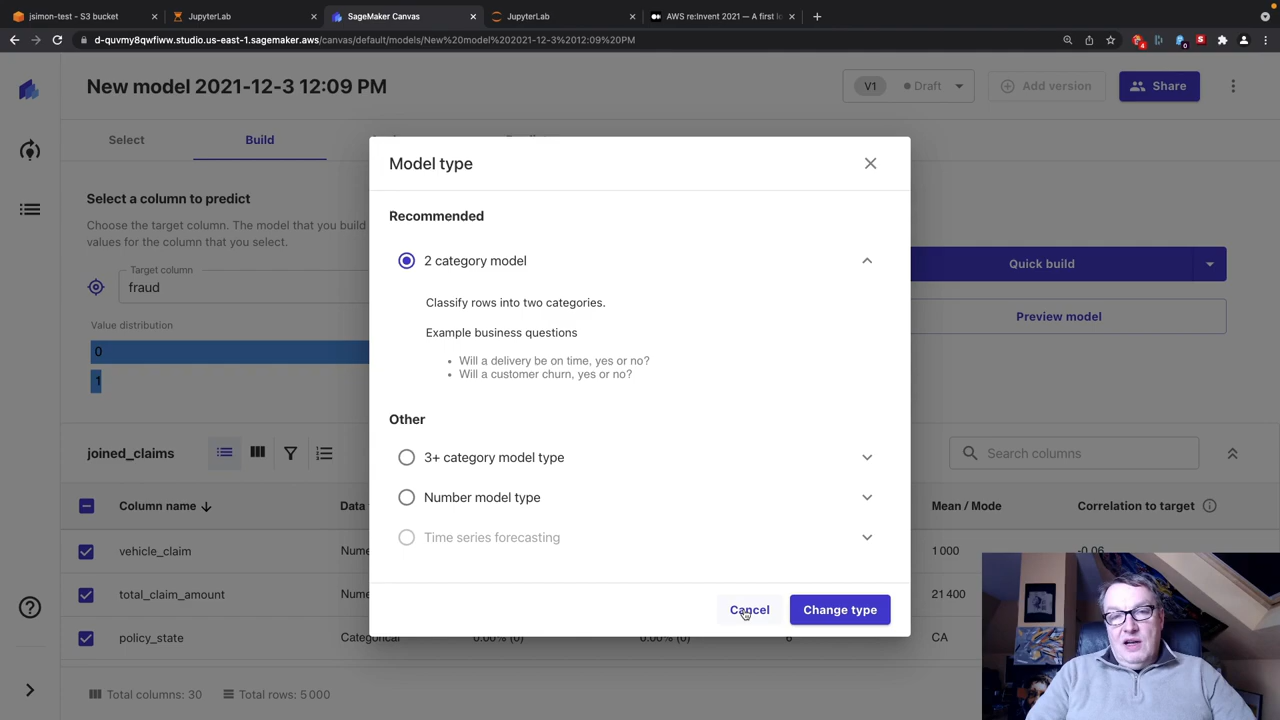 jsimon-test - S3 bucket
JupyterLab
SageMaker Canvas
JupyterLab
AWS re:Invent 2021 — A first lo
d-quvmy8qwfiww.studio.us-east-1.sagemaker.aws/canvas/default/models/New%20model%202021-12-3%2012:09%20PM
New model 2021-12-3 12:09 PM
V1
Draft
Add version
Share
Select
Build
Model type
Select a column to predict
Choose the target column. The model that you build
values for the column that you select.
Target column
fraud
Value distribution
0
1
Recommended
2 category model
Classify rows into two categories.
Example business questions
• Will a delivery be on time, yes or no?
• Will a customer churn, yes or no?
Other
3+ category model type
Number model type
Time series forecasting
Cancel
Change type
Quick build
Preview model
joined_claims
Search columns
Column name
Data
Mean / Mode
Correlation to target
vehicle_claim
Nume
1 000
-0.06
total_claim_amount
Nume
21 400
policy_state
Categorical
0.00% (0)
0.00% (0)
6
CA
Total columns: 30
Total rows: 5 000